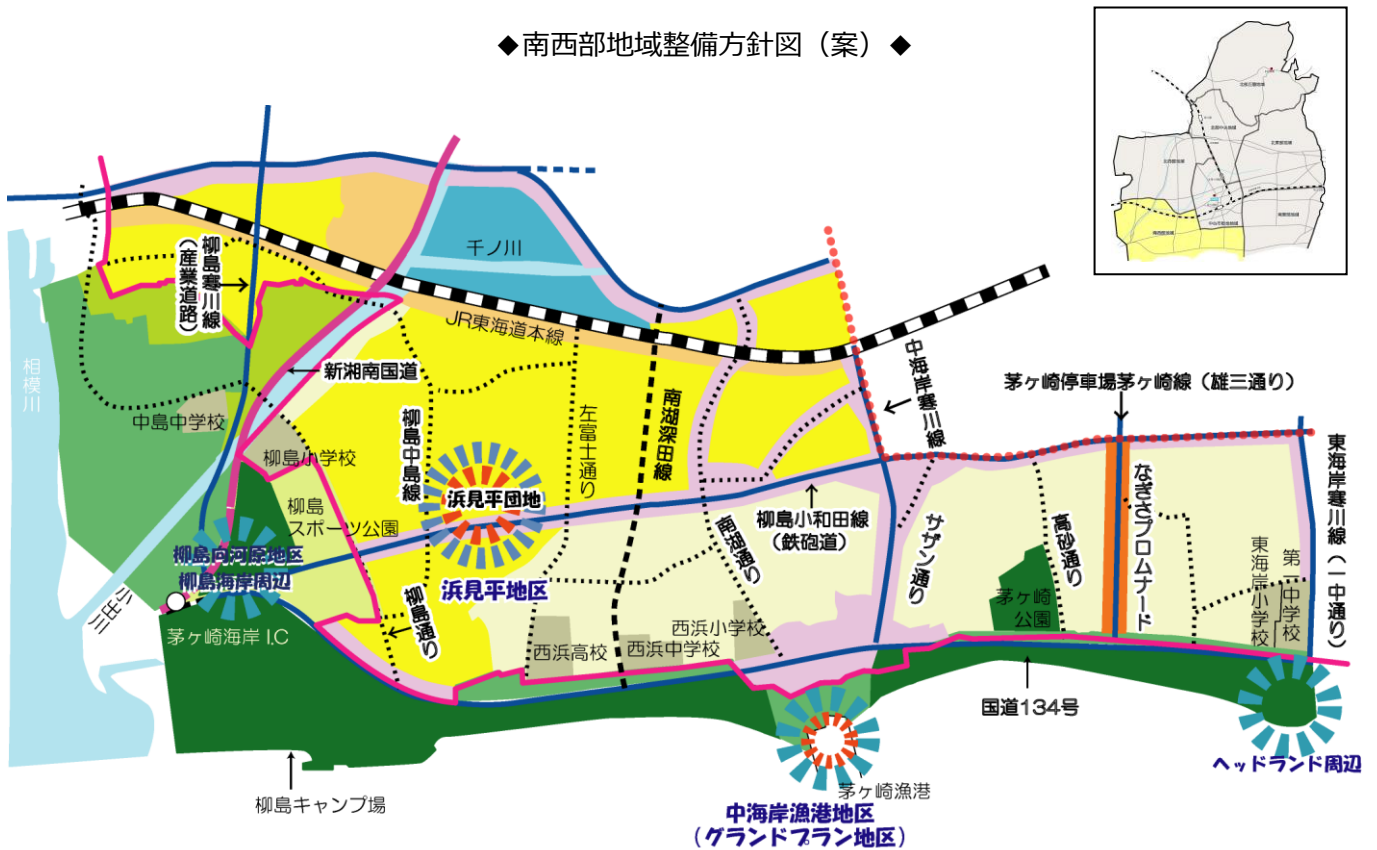 ◆南西部地域整備方針図（案）◆
千ノ川
柳島寒川線
（産業道路）
JR東海道本線
相模川
新湘南国道
中海岸寒川線
茅ヶ崎停車場茅ヶ崎線（雄三通り）
中島中学校
柳島小学校
柳島中島線
左富士通り
南湖深田線
浜見平団地
柳島
スポーツ公園
柳島小和田線
（鉄砲道）
南湖通り
サザン通り
高砂通り
なぎさプロムナード
東海岸小学校
第一中学校
東海岸寒川線（一中通り）
柳島向河原地区
柳島海岸周辺
浜見平地区
小出川
茅ヶ崎海岸 I.C
柳島通り
西浜高校
西浜中学校
西浜小学校
茅ヶ崎
公園
国道134号
ヘッドランド周辺
柳島キャンプ場
茅ヶ崎漁港
中海岸漁港地区
（グランドプラン地区）